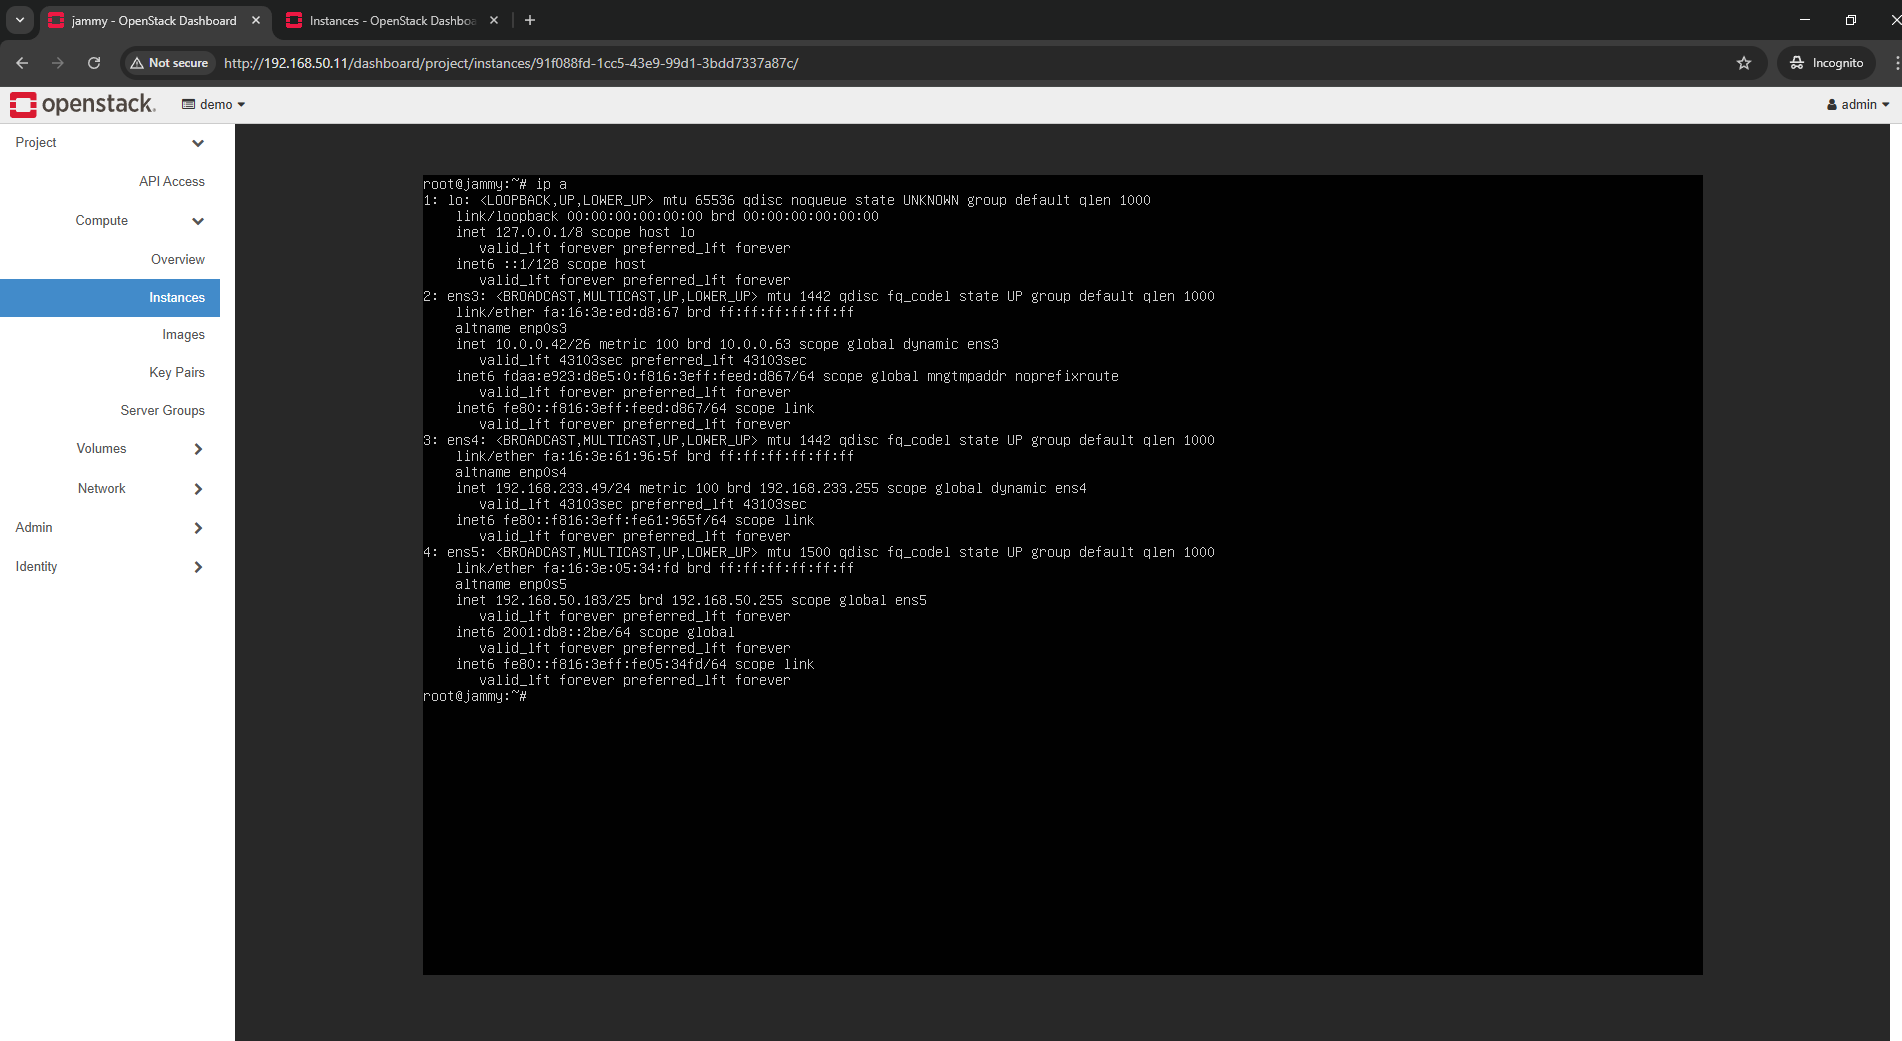 jammy - OpenStack Dashboard
Instances - OpenStack Dashboa
Not secure
http://192.168.50.11/dashboard/project/instances/91f088fd-1cc5-43e9-99d1-3bdd7337a87c/
Incognito
openstack.
demo
admin
Project
API Access
Compute
Overview
Instances
Images
Key Pairs
Server Groups
Volumes
Network
Admin
Identity
root@jammy:~# ip a
1: lo: <LOOPBACK,UP,LOWER_UP> mtu 65536 qdisc noqueue state UNKNOWN group default qlen 1000
link/loopback 00:00:00:00:00:00 brd 00:00:00:00:00:00
inet 127.0.0.1/8 scope host lo
valid_lft forever preferred_lft forever
inet6 ::1/128 scope host
valid_lft forever preferred_lft forever
2: ens3: <BROADCAST,MULTICAST,UP,LOWER_UP> mtu 1442 qdisc fq_codel state UP group default qlen 1000
link/ether fa:16:3e:ed:d8:67 brd ff:ff:ff:ff:ff:ff
altname enp0s3
inet 10.0.0.42/26 metric 100 brd 10.0.0.63 scope global dynamic ens3
valid_lft 43103sec preferred_lft 43103sec
inet6 fdaa:e923:d8e5:0:f816:3eff:feed:d867/64 scope global mngtmpaddr noprefixroute
valid_lft forever preferred_lft forever
inet6 fe80::f816:3eff:feed:d867/64 scope link
valid_lft forever preferred_lft forever
3: ens4: <BROADCAST,MULTICAST,UP,LOWER_UP> mtu 1442 qdisc fq_codel state UP group default qlen 1000
link/ether fa:16:3e:61:96:5f brd ff:ff:ff:ff:ff:ff
altname enp0s4
inet 192.168.233.49/24 metric 100 brd 192.168.233.255 scope global dynamic ens4
valid_lft 43103sec preferred_lft 43103sec
inet6 fe80::f816:3eff:fe61:965f/64 scope link
valid_lft forever preferred_lft forever
4: ens5: <BROADCAST,MULTICAST,UP,LOWER_UP> mtu 1500 qdisc fq_codel state UP group default qlen 1000
link/ether fa:16:3e:05:34:fd brd ff:ff:ff:ff:ff:ff
altname enp0s5
inet 192.168.50.183/25 brd 192.168.50.255 scope global ens5
valid_lft forever preferred_lft forever
inet6 2001:db8::2be/64 scope global
valid_lft forever preferred_lft forever
inet6 fe80::f816:3eff:fe05:34fd/64 scope link
valid_lft forever preferred_lft forever
root@jammy:~#